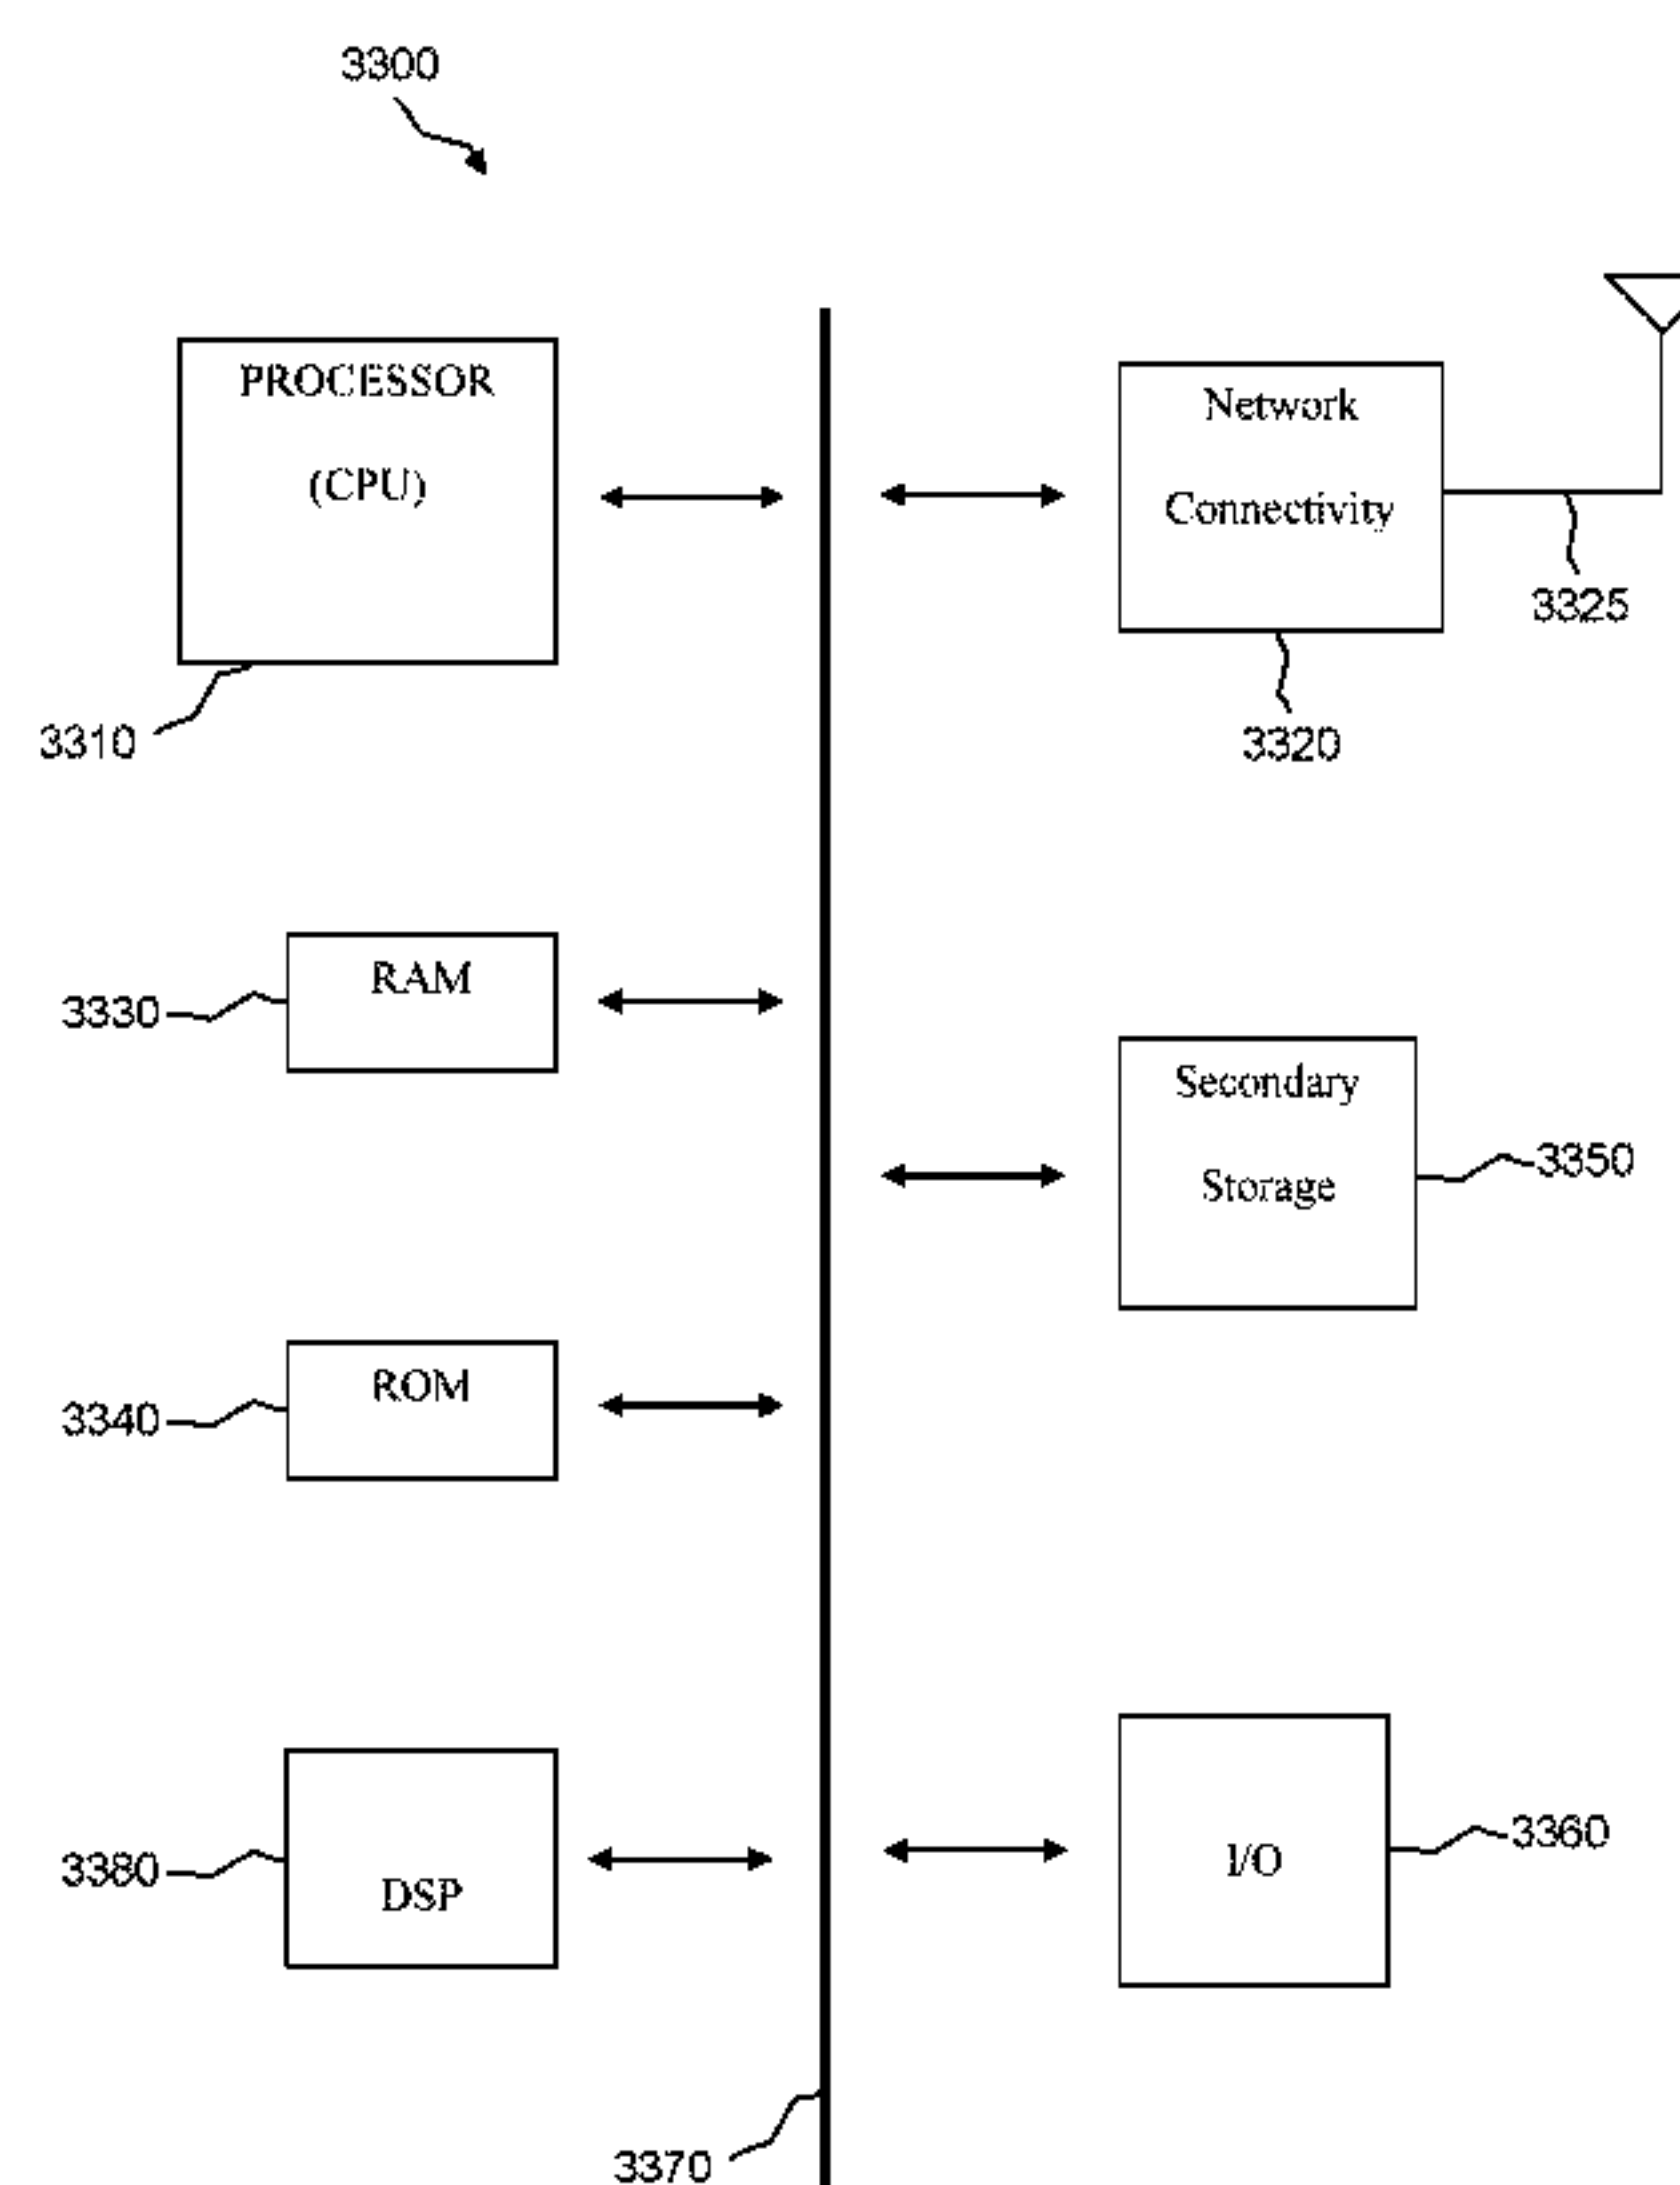 3300
PROCESSOR
(CPU)
3310
Network
Connectivity
3325
3320
RAM
3330
Secondary
Storage
3350
ROM
3340
DSP
3380
I/O
3360
3370